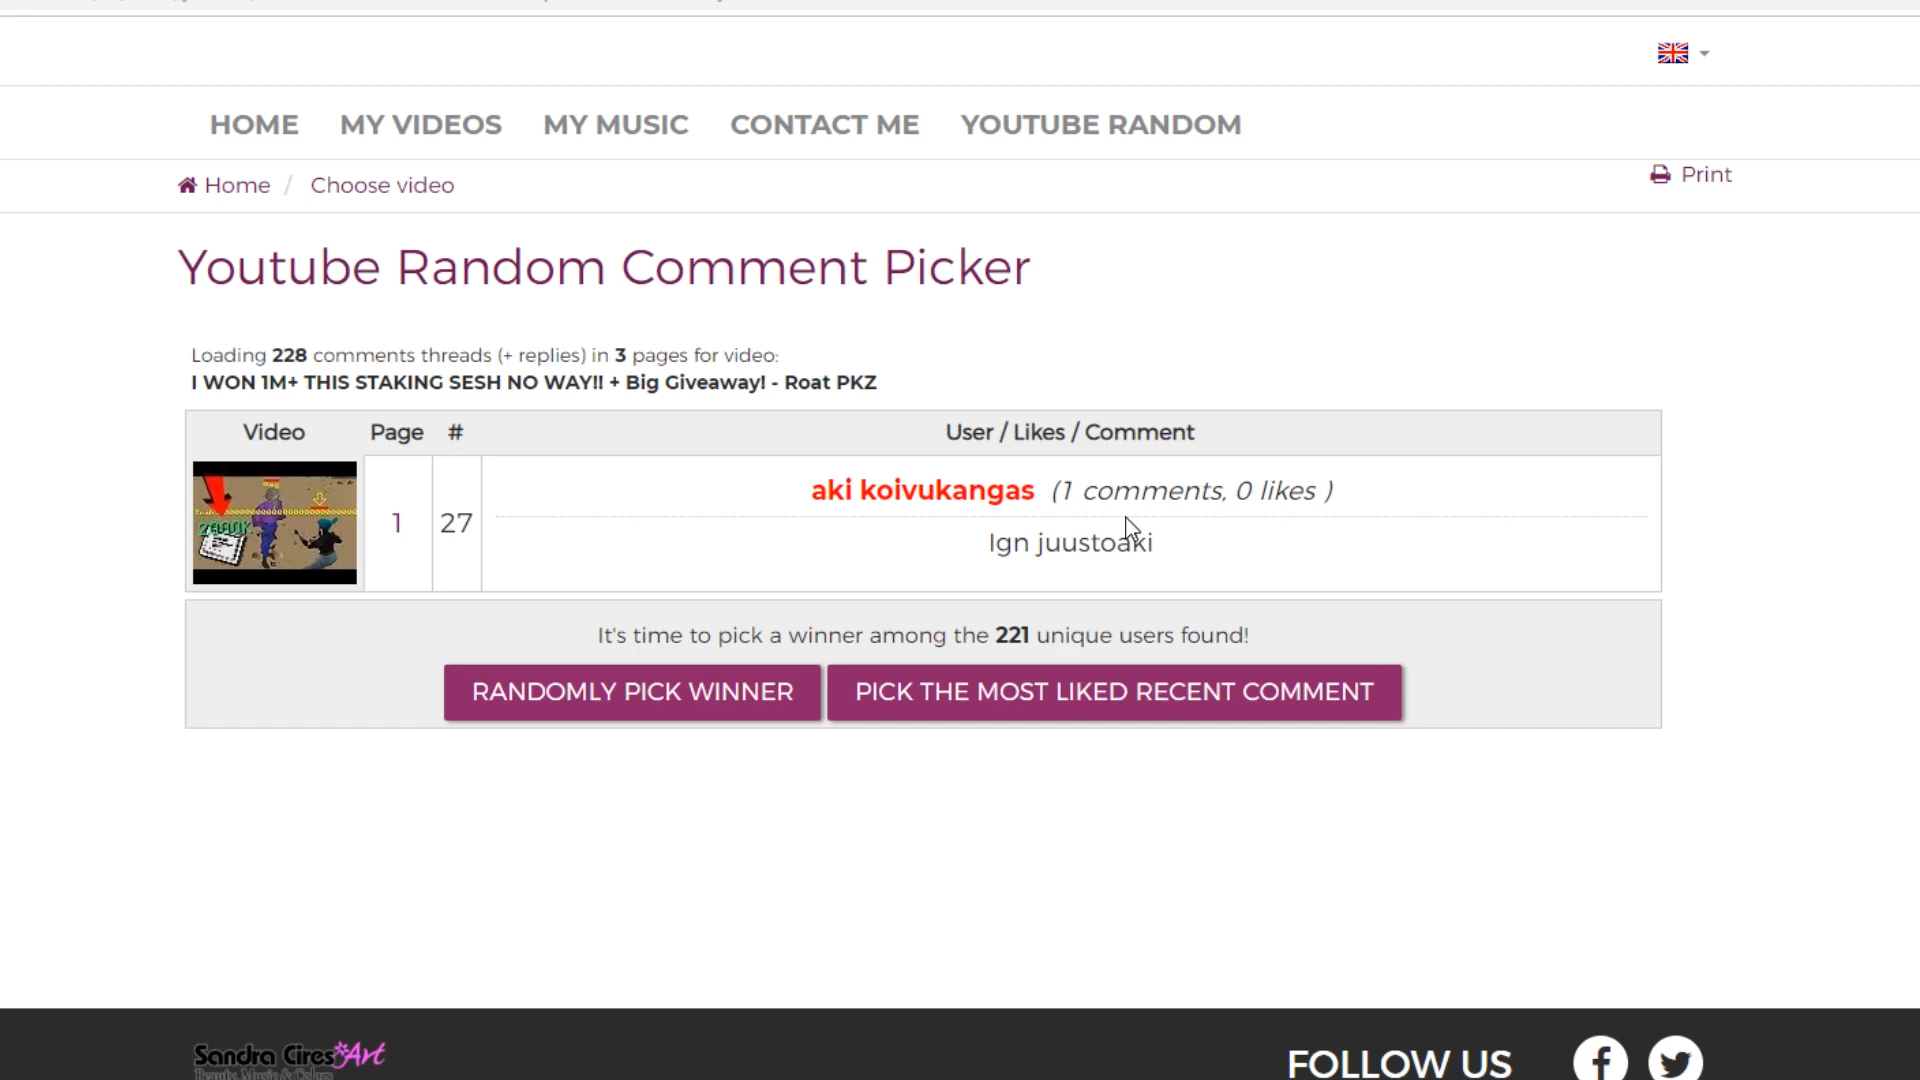 HOME MY VIDEOS MY MUSIC CONTACT ME YOUTUBE RANDOM
Home / Choose video
Print
Youtube Random Comment Picker
Loading 228 comments threads (+ replies) in 3 pages for video:
I WON 1M+ THIS STAKING SESH NO WAY!! + Big Giveaway! - Roat PKZ
Video Page # User / Likes / Comment
1 27 aki koivukangas (1 comments, 0 likes )
Ign juustoaki
It's time to pick a winner among the 221 unique users found!
RANDOMLY PICK WINNER PICK THE MOST LIKED RECENT COMMENT
Sandra Cires Art
Beauty, Music & Colors
FOLLOW US